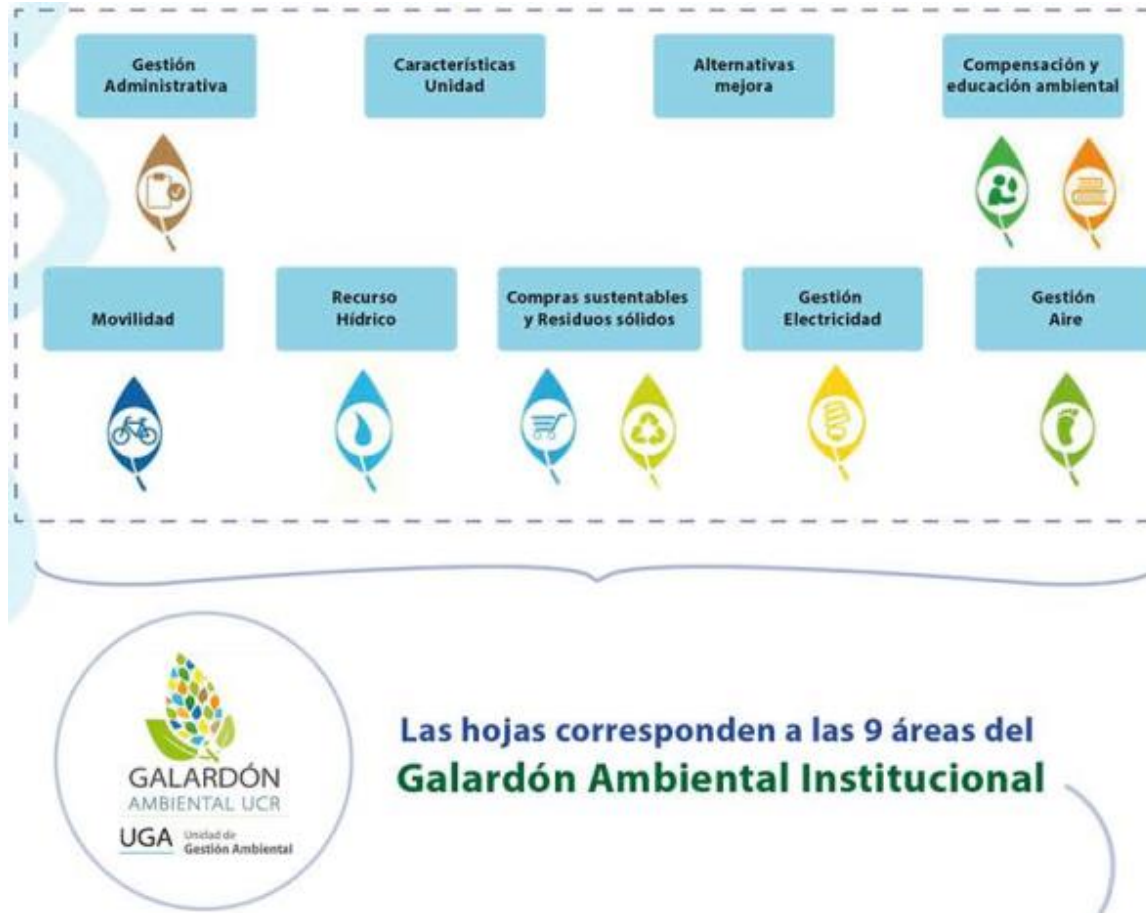 Gestión
Administrativa
Características
Unidad
Alternativas
mejora
Compensación y
educación ambiental
Movilidad
Recurso
Hídrico
Compras sustentables
y Residuos sólidos
Gestión
Electricidad
Gestión
Aire
GALARDÓN
AMBIENTAL UCR
UGA
Unidad de
Gestión Ambiental
Las hojas corresponden a las 9 áreas del
Galardón Ambiental Institucional